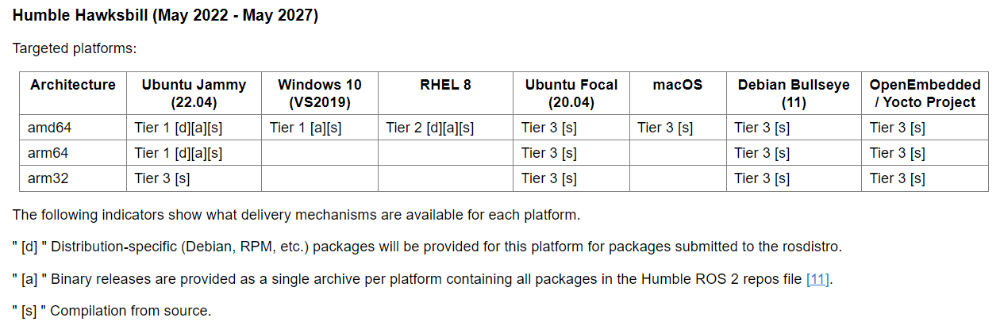 Humble Hawksbill (May 2022 - May 2027)
Targeted platforms:
Architecture Ubuntu Jammy (22.04) Windows 10 (VS2019) RHEL 8 Ubuntu Focal (20.04) macOS Debian Bullseye (11) OpenEmbedded / Yocto Project
amd64 Tier 1 [d][a][s] Tier 1 [a][s] Tier 2 [d][a][s] Tier 3 [s] Tier 3 [s] Tier 3 [s] Tier 3 [s]
arm64 Tier 1 [d][a][s] Tier 3 [s] Tier 3 [s] Tier 3 [s]
arm32 Tier 3 [s] Tier 3 [s] Tier 3 [s] Tier 3 [s]
The following indicators show what delivery mechanisms are available for each platform.
" [d] " Distribution-specific (Debian, RPM, etc.) packages will be provided for this platform for packages submitted to the rosdistro.
" [a] " Binary releases are provided as a single archive per platform containing all packages in the Humble ROS 2 repos file [11].
" [s] " Compilation from source.